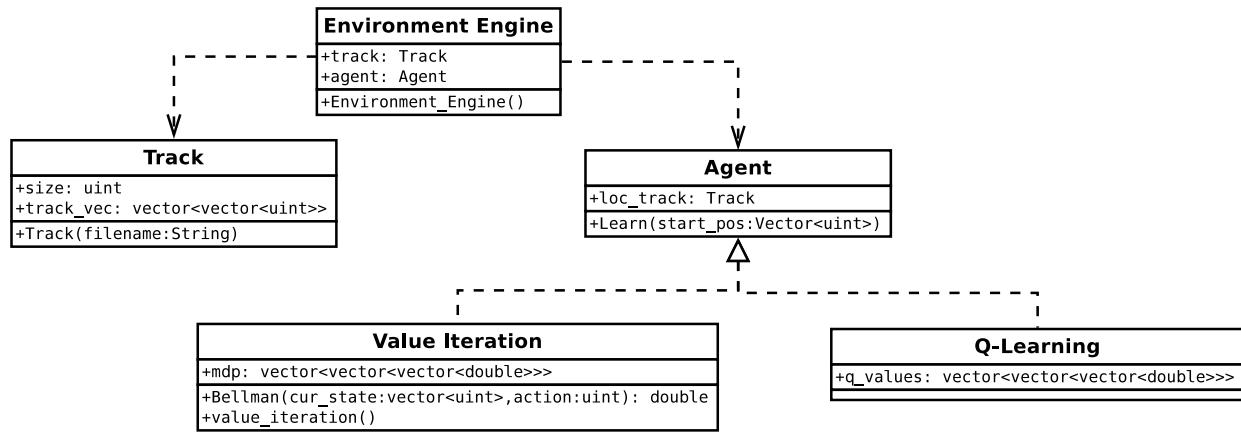 Environment Engine
+track: Track
+agent: Agent
+Environment_Engine()
Track
+size: uint
+track_vec: vector<vector<uint>>
+Track(filename:String)
Agent
+loc_track: Track
+Learn(start_pos:Vector<uint>)
Value Iteration
+mdp: vector<vector<vector<double>>>
+Bellman(cur_state:vector<uint>,action:uint): double
+value_iteration()
Q-Learning
+q_values: vector<vector<vector<double>>>